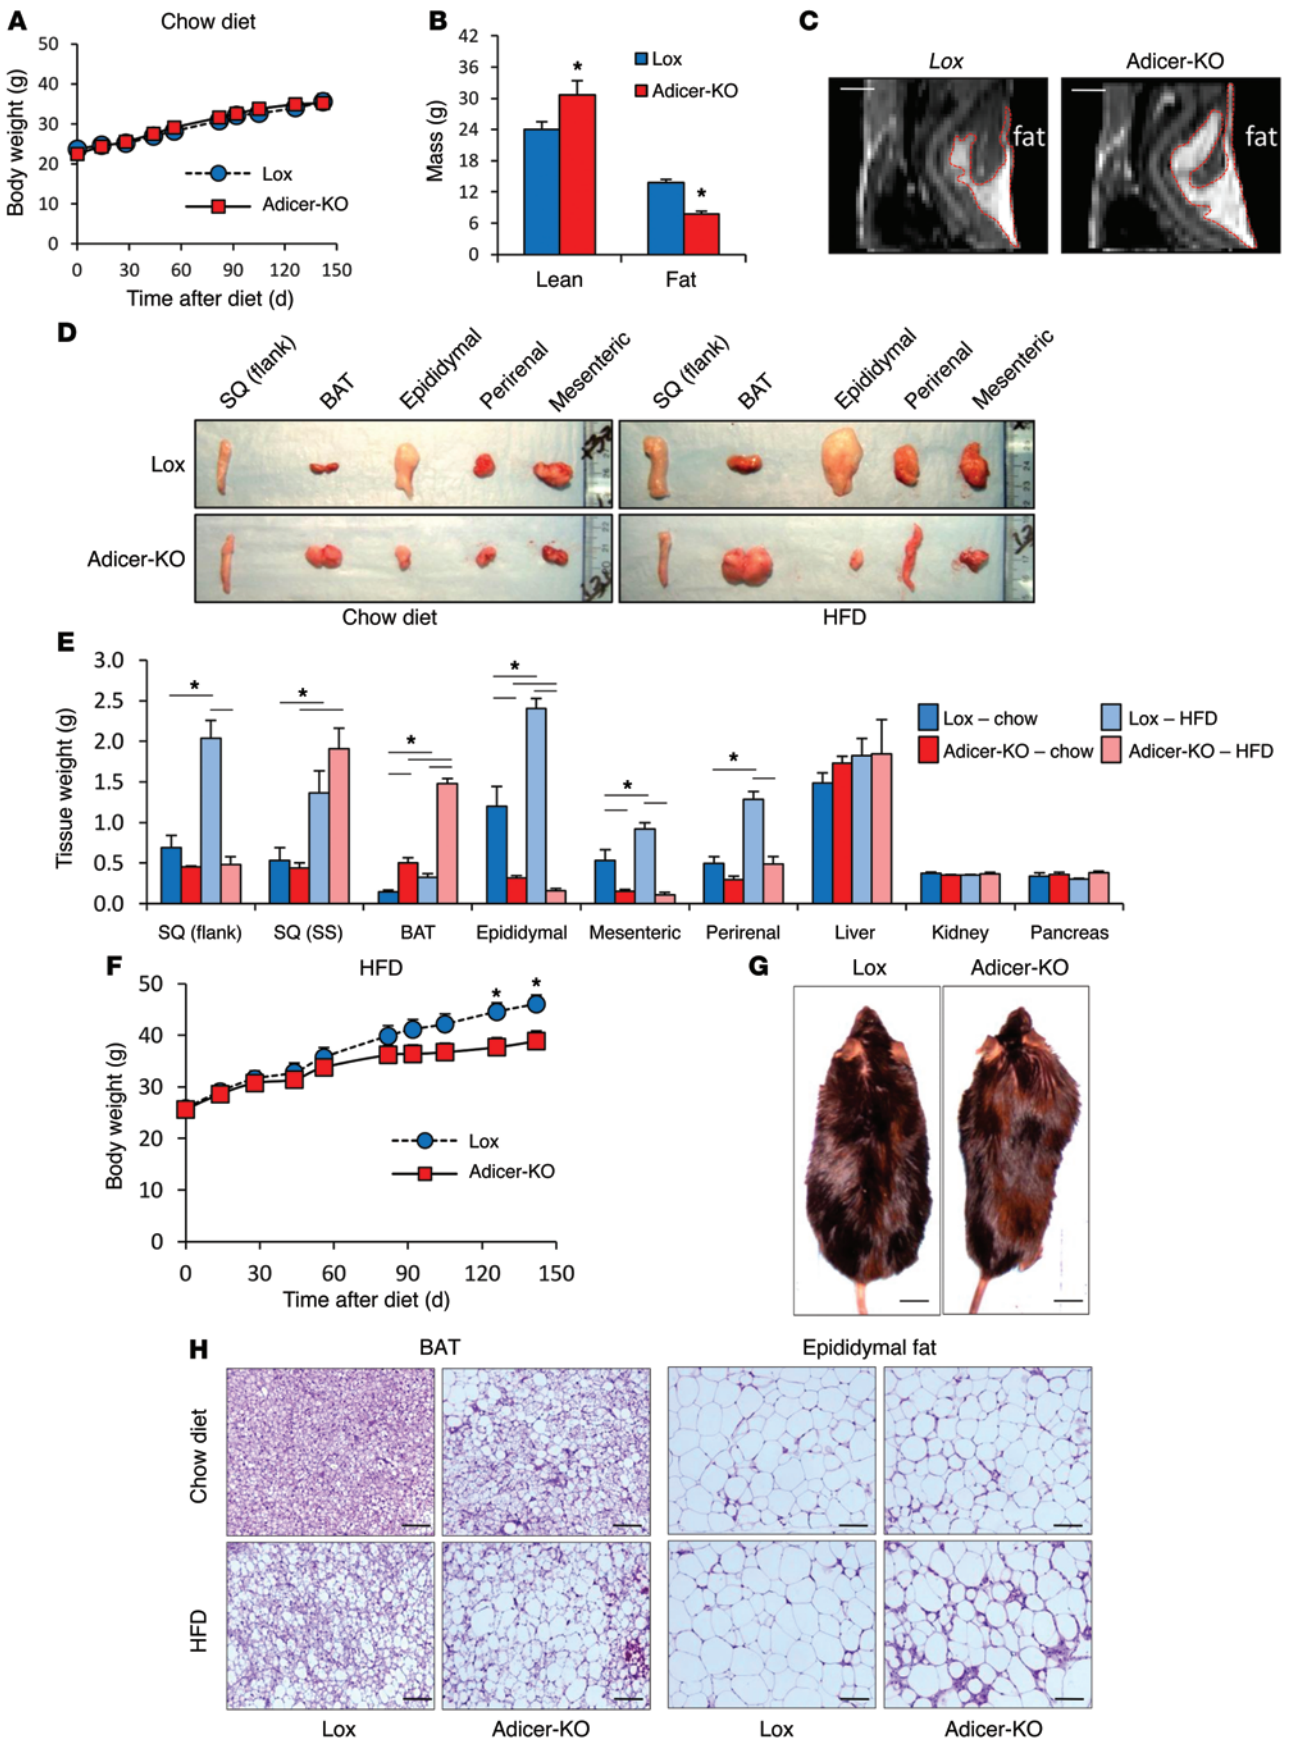 A
Chow diet
Body weight (g)
50
40
30
20
10
0
0 30 60 90 120 150
Time after diet (d)
Lox
Adicer-KO
B
Mass (g)
42
36
30
24
18
12
6
0
Lox
Adicer-KO
*
*
Lean Fat
C
Lox Adicer-KO
fat fat
D
SQ (flank) BAT Epididymal Perirenal Mesenteric SQ (flank) BAT Epididymal Perirenal Mesenteric
Lox
Adicer-KO
Chow diet HFD
E
Tissue weight (g)
3.0
2.5
2.0
1.5
1.0
0.5
0.0
* * * * * *
Lox – chow Lox – HFD
Adicer-KO – chow Adicer-KO – HFD
SQ (flank) SQ (SS) BAT Epididymal Mesenteric Perirenal Liver Kidney Pancreas
F
HFD
Body weight (g)
50
40
30
20
10
0
* *
Lox
Adicer-KO
0 30 60 90 120 150
Time after diet (d)
G
Lox Adicer-KO
H
BAT Epididymal fat
Chow diet
HFD
Lox Adicer-KO Lox Adicer-KO